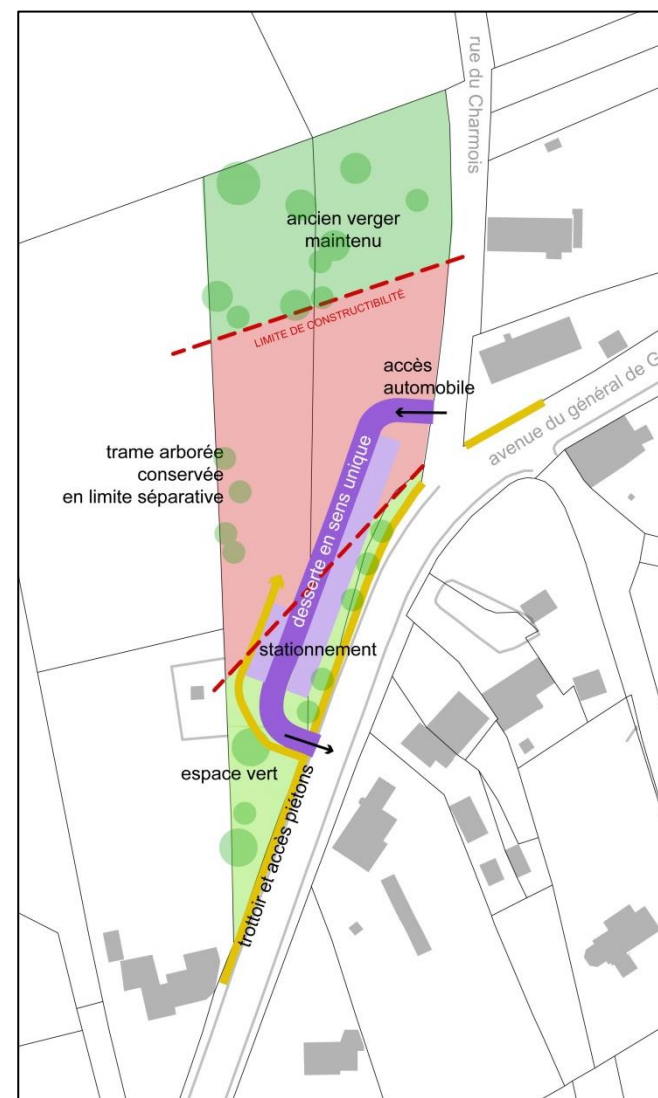 rue du Charmois
ancien verger
maintenu
LIMITE DE CONSTRUCTIBILITÉ
accès
automobile
avenue du général de G
trame arborée
conservée
en limite séparative
desserte en sens unique
stationnement
espace vert
trottoir et accès piétons